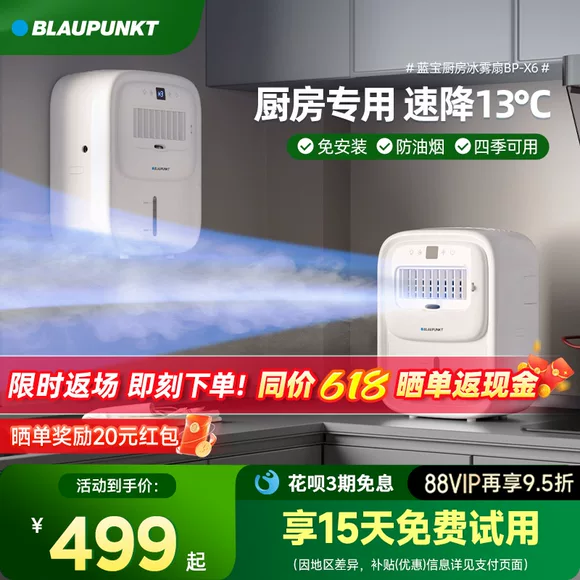 BLAUPUNKT
#蓝宝厨房冰雾扇BP-X6#
厨房专用 速降13℃
免安装 防油烟 四季可用
BLAUPUNKT
BLAUPUNKT
限时返场 即刻下单! 同价618 晒单返现金
晒单奖励20元红包
活动到手价:
¥499起
花呗3期免息 88VIP再享9.5折
享15天免费试用
(因地区差异，补贴(优惠)信息详见支付页面)